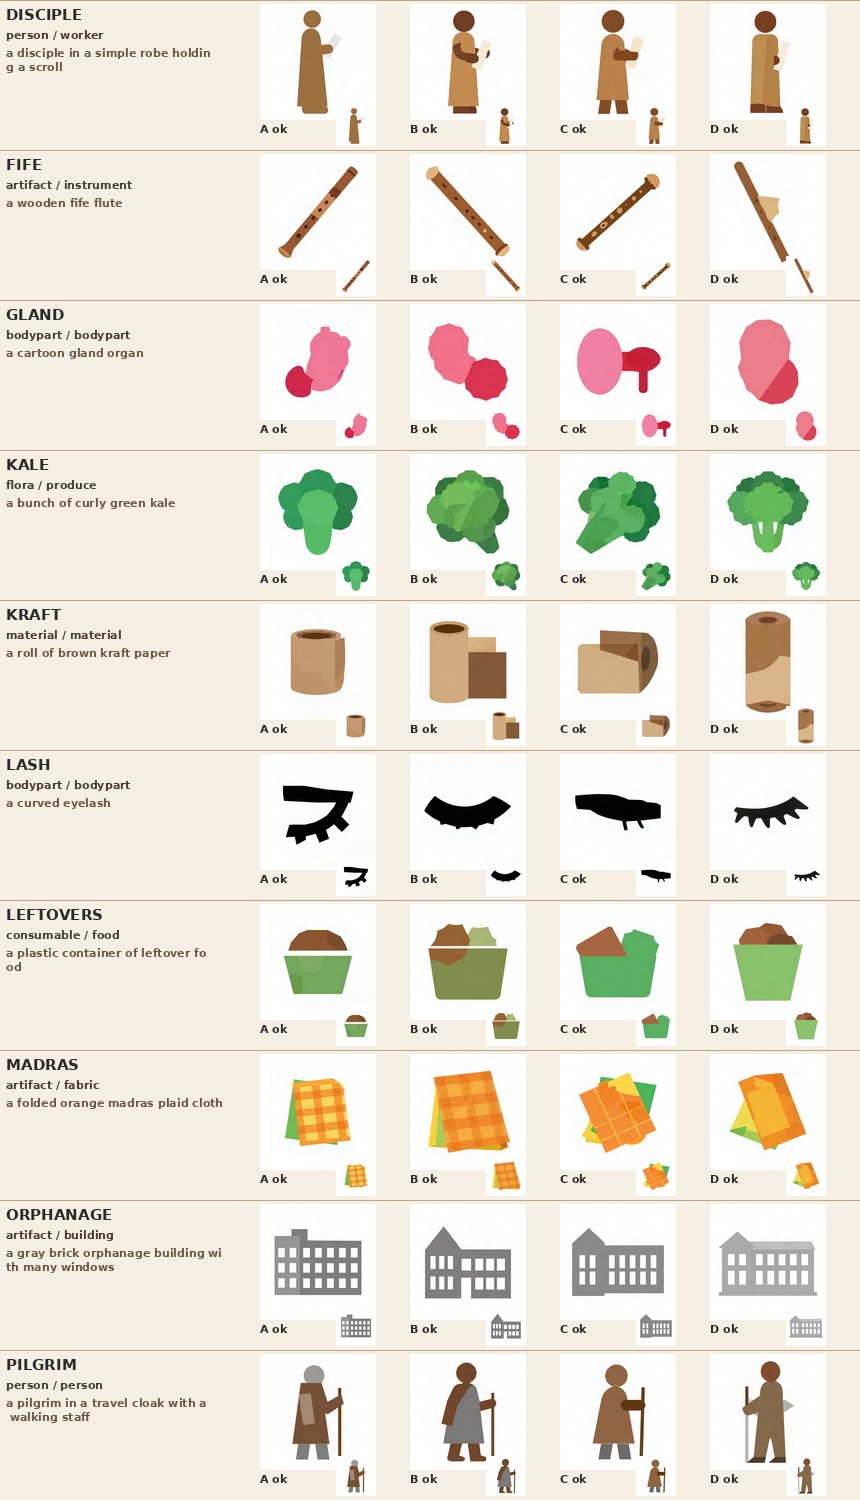 DISCIPLE
person / worker
a disciple in a simple robe holdin
g a scroll
A ok
B ok
C ok
D ok
FIFE
artifact / instrument
a wooden fife flute
A ok
B ok
C ok
D ok
GLAND
bodypart / bodypart
a cartoon gland organ
A ok
B ok
C ok
D ok
KALE
flora / produce
a bunch of curly green kale
A ok
B ok
C ok
D ok
KRAFT
material / material
a roll of brown kraft paper
A ok
B ok
C ok
D ok
LASH
bodypart / bodypart
a curved eyelash
A ok
B ok
C ok
D ok
LEFTOVERS
consumable / food
a plastic container of leftover fo
od
A ok
B ok
C ok
D ok
MADRAS
artifact / fabric
a folded orange madras plaid cloth
A ok
B ok
C ok
D ok
ORPHANAGE
artifact / building
a gray brick orphanage building wi
th many windows
A ok
B ok
C ok
D ok
PILGRIM
person / person
a pilgrim in a travel cloak with a
walking staff
A ok
B ok
C ok
D ok